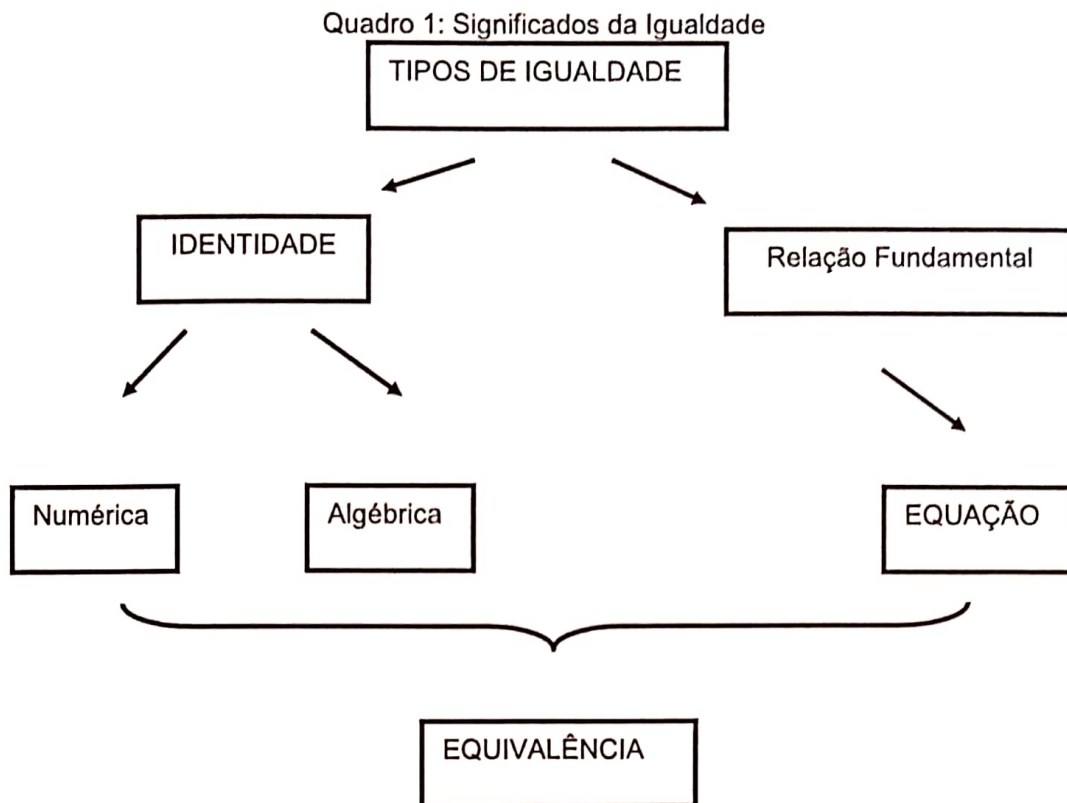 Quadro 1: Significados da Igualdade
TIPOS DE IGUALDADE
IDENTIDADE
Relação Fundamental
Numérica
Algébrica
EQUAÇÃO
EQUIVALÊNCIA